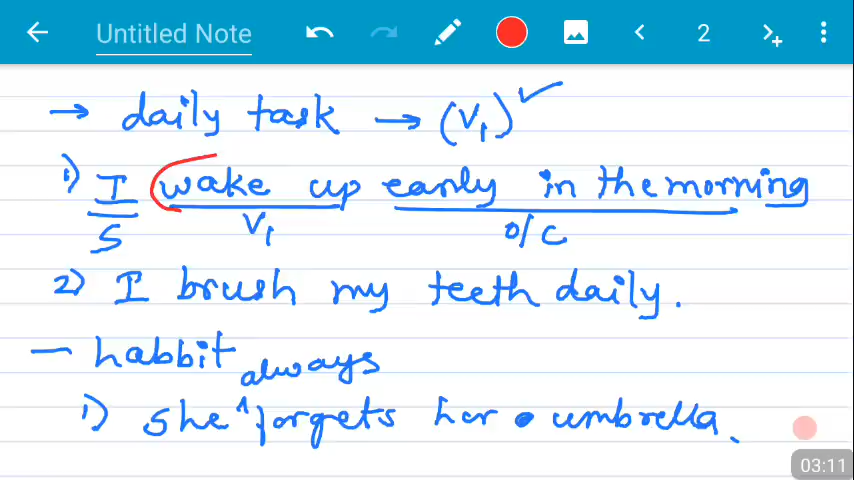 Untitled Note 2
→ daily task → (V1) ✓
1) I wake up early in the morning
S V1 O/C
2) I brush my teeth daily.
— habbit
always
1) She ^ forgets her umbrella.
03:11